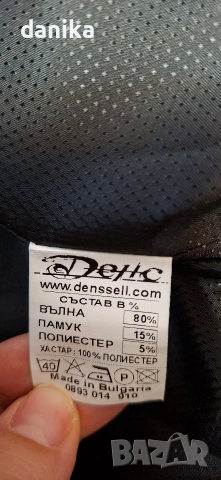 danika
Денс
www.denssell.com
СЪСТАВ В %
ВЪЛНА 80%
ПАМУК 15%
ПОЛИЕСТЕР 5%
ХАСТАР: 100% ПОЛИЕСТЕР
40 P
Made in Bulgaria
0893 014 910
BAZAR